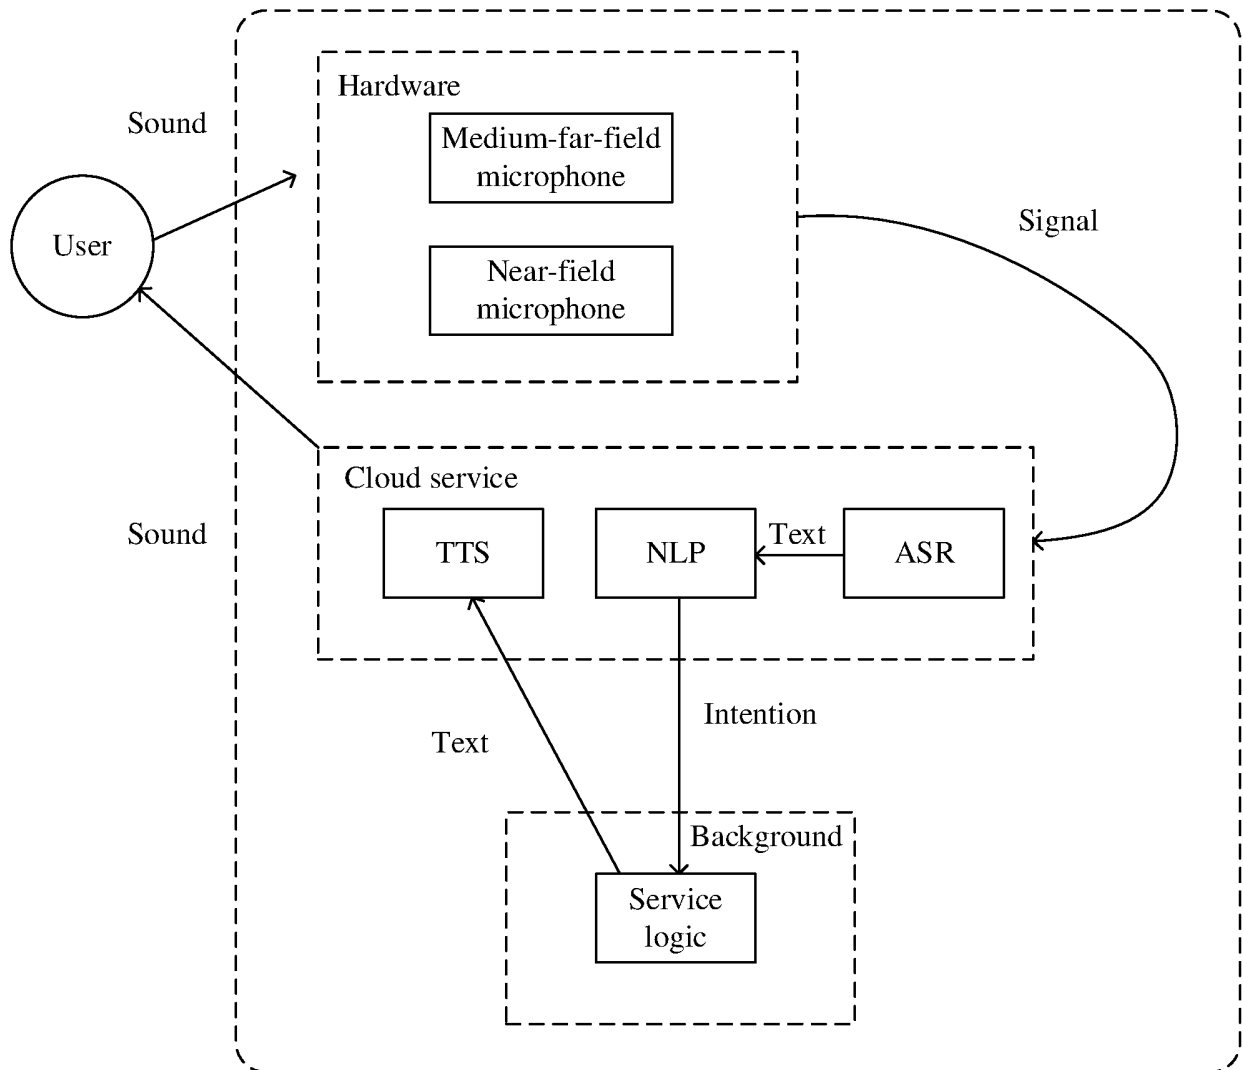 Hardware
Sound
Medium-far-field
microphone
User
Signal
Near-field
microphone
Cloud service
Sound
TTS
NLP
Text
ASR
Intention
Text
Background
Service
logic